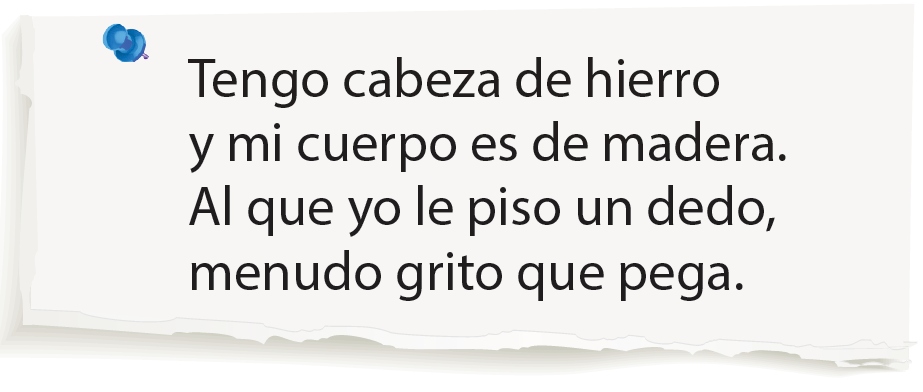 Tengo cabeza de hierro
y mi cuerpo es de madera.
Al que yo le piso un dedo,
menudo grito que pega.